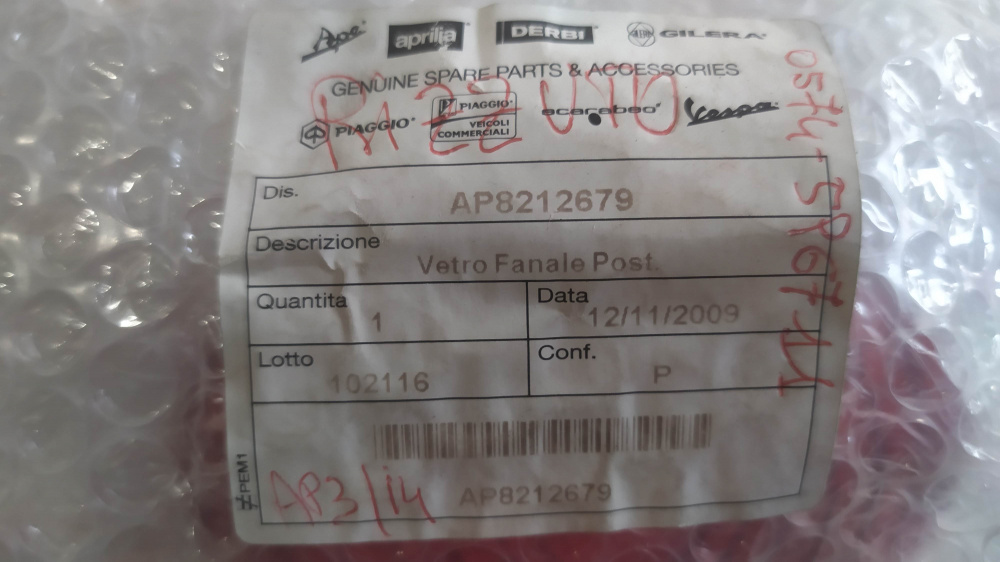 Ape aprilia DERBI GILERA
GENUINE SPARE PARTS & ACCESSORIES
PIAGGIO PIAGGIO VEICOLI COMMERCIALI scarabeo Vespa
Dis. AP8212679
Descrizione
Vetro Fanale Post.
Quantita 1 Data 12/11/2009
Lotto 102116 Conf. P
≠PEM1
AP3/14 AP8212679